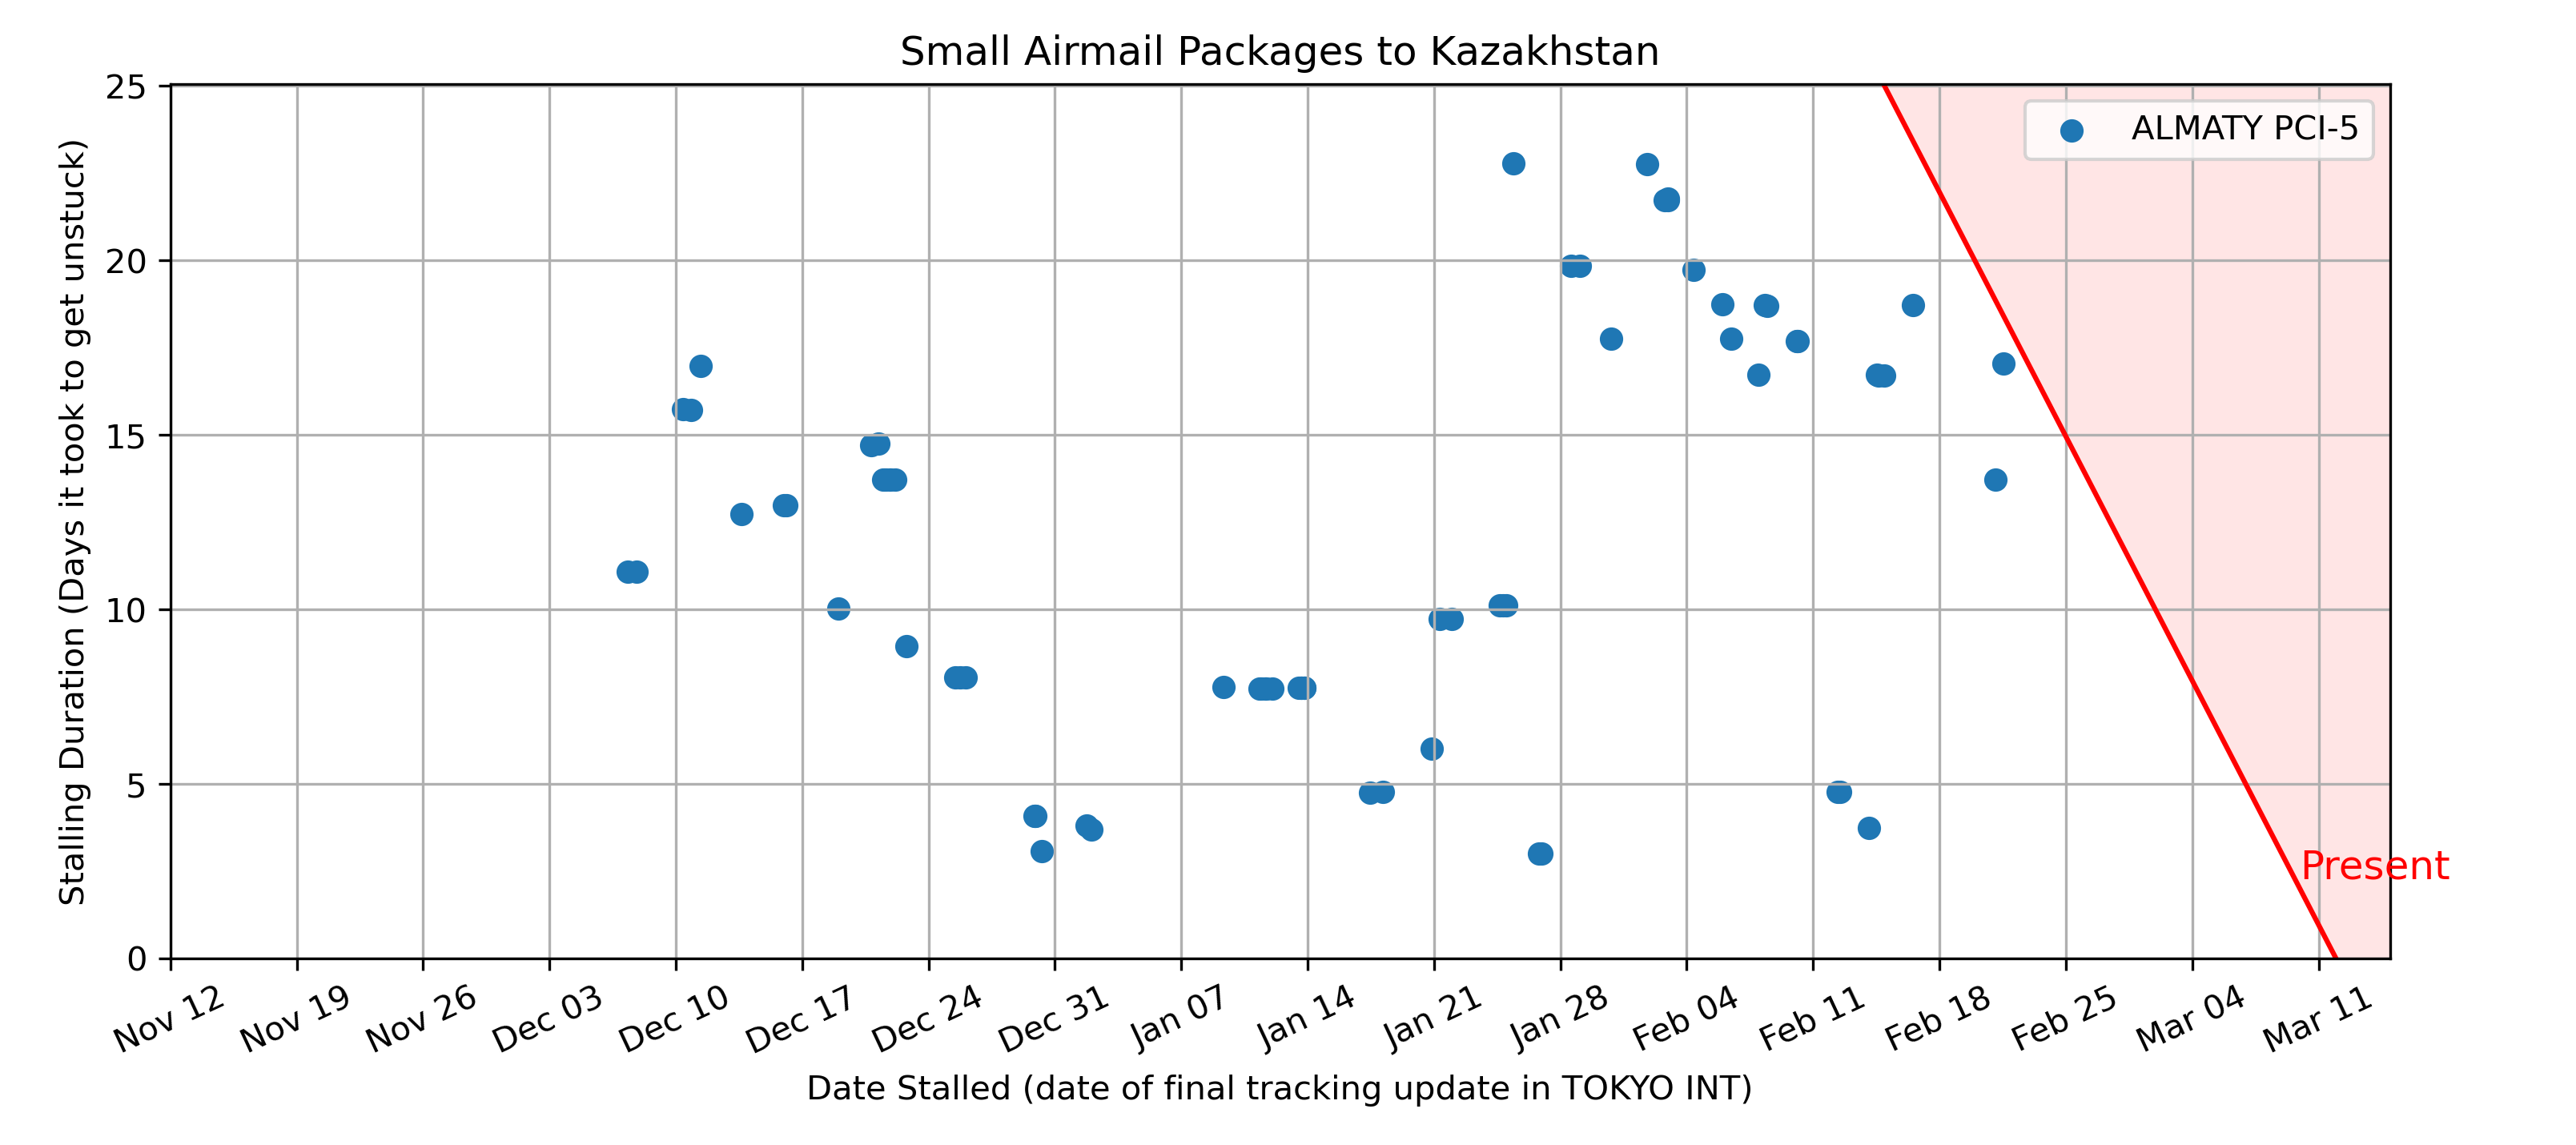 Small Airmail Packages to Kazakhstan
ALMATY PCI-5
Stalling Duration (Days it took to get unstuck)
25
20
15
10
5
0
Present
Nov 12
Nov 19
Nov 26
Dec 03
Dec 10
Dec 17
Dec 24
Dec 31
Jan 07
Jan 14
Jan 21
Jan 28
Feb 04
Feb 11
Feb 18
Feb 25
Mar 04
Mar 11
Date Stalled (date of final tracking update in TOKYO INT)